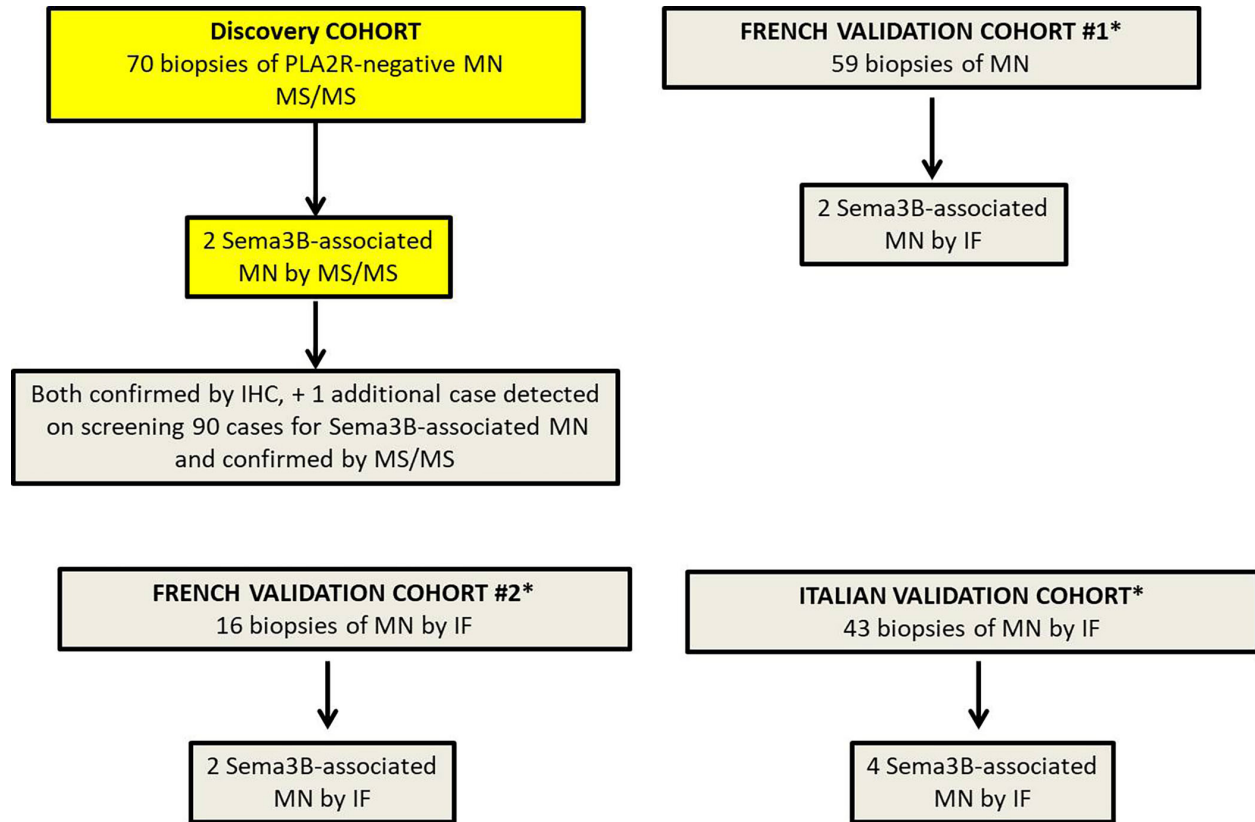 Discovery COHORT
70 biopsies of PLA2R-negative MN
MS/MS
2 Sema3B-associated
MN by MS/MS
Both confirmed by IHC, + 1 additional case detected
on screening 90 cases for Sema3B-associated MN
and confirmed by MS/MS
FRENCH VALIDATION COHORT #1*
59 biopsies of MN
2 Sema3B-associated
MN by IF
FRENCH VALIDATION COHORT #2*
16 biopsies of MN by IF
2 Sema3B-associated
MN by IF
ITALIAN VALIDATION COHORT*
43 biopsies of MN by IF
4 Sema3B-associated
MN by IF